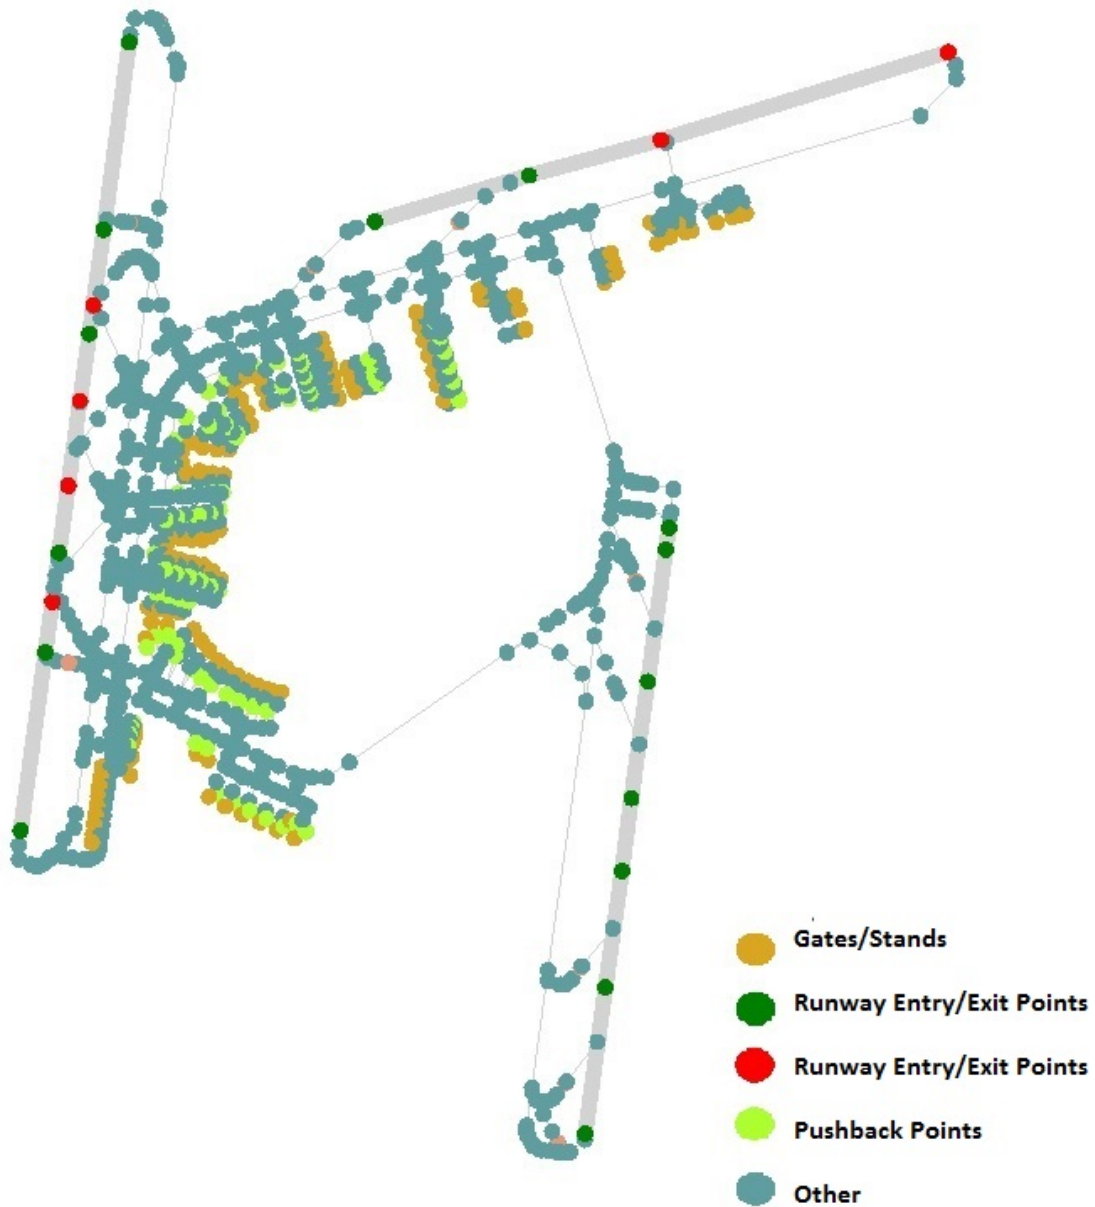 Gates/Stands
Runway Entry/Exit Points
Runway Entry/Exit Points
Pushback Points
Other